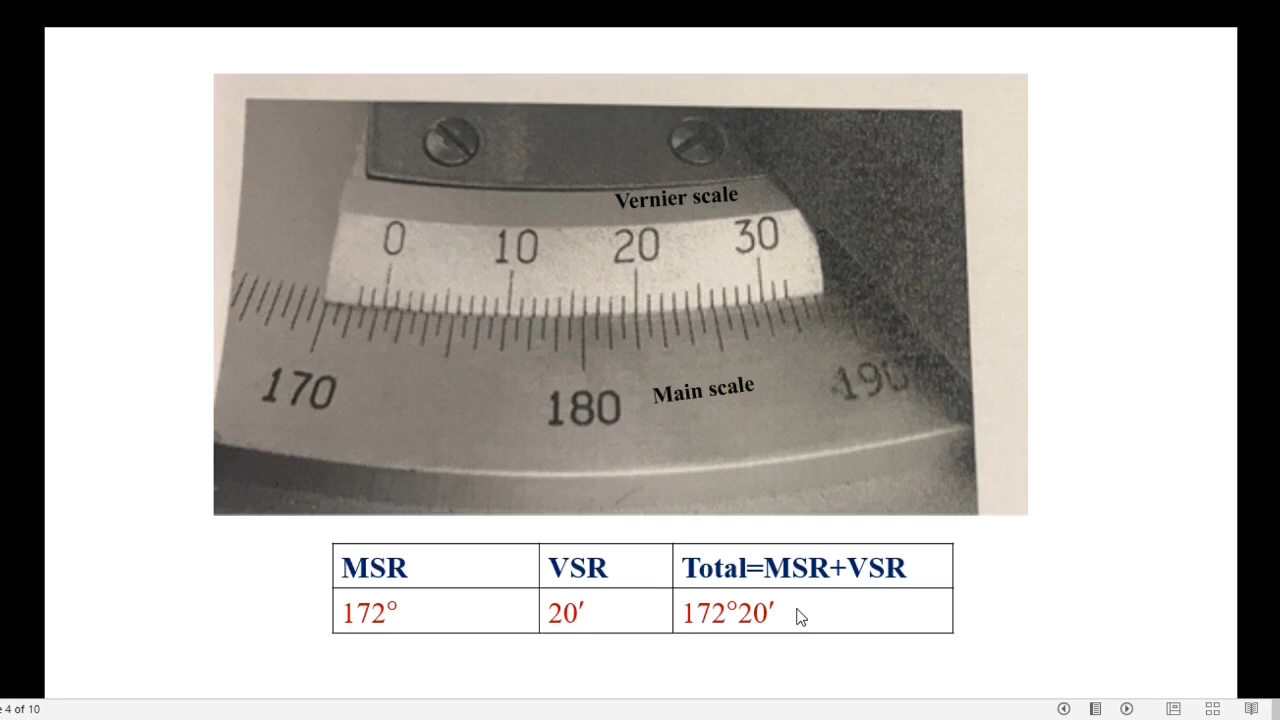 Vernier scale
0 10 20 30
170 180 190
Main scale
MSR VSR Total=MSR+VSR
172° 20′ 172°20′
4 of 10